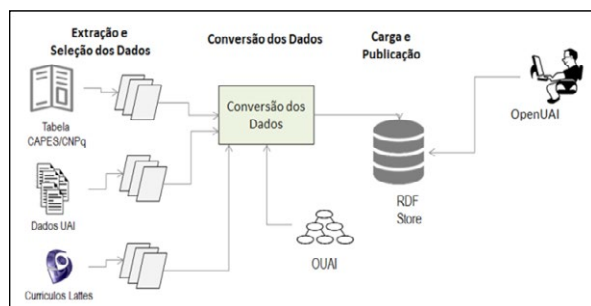 Extração e
Seleção dos Dados
Conversão dos Dados
Carga e
Publicação
Tabela
CAPES/CNPq
Conversão dos
Dados
OpenUAI
Dados UAI
RDF
Store
OUAI
Currículos Lattes